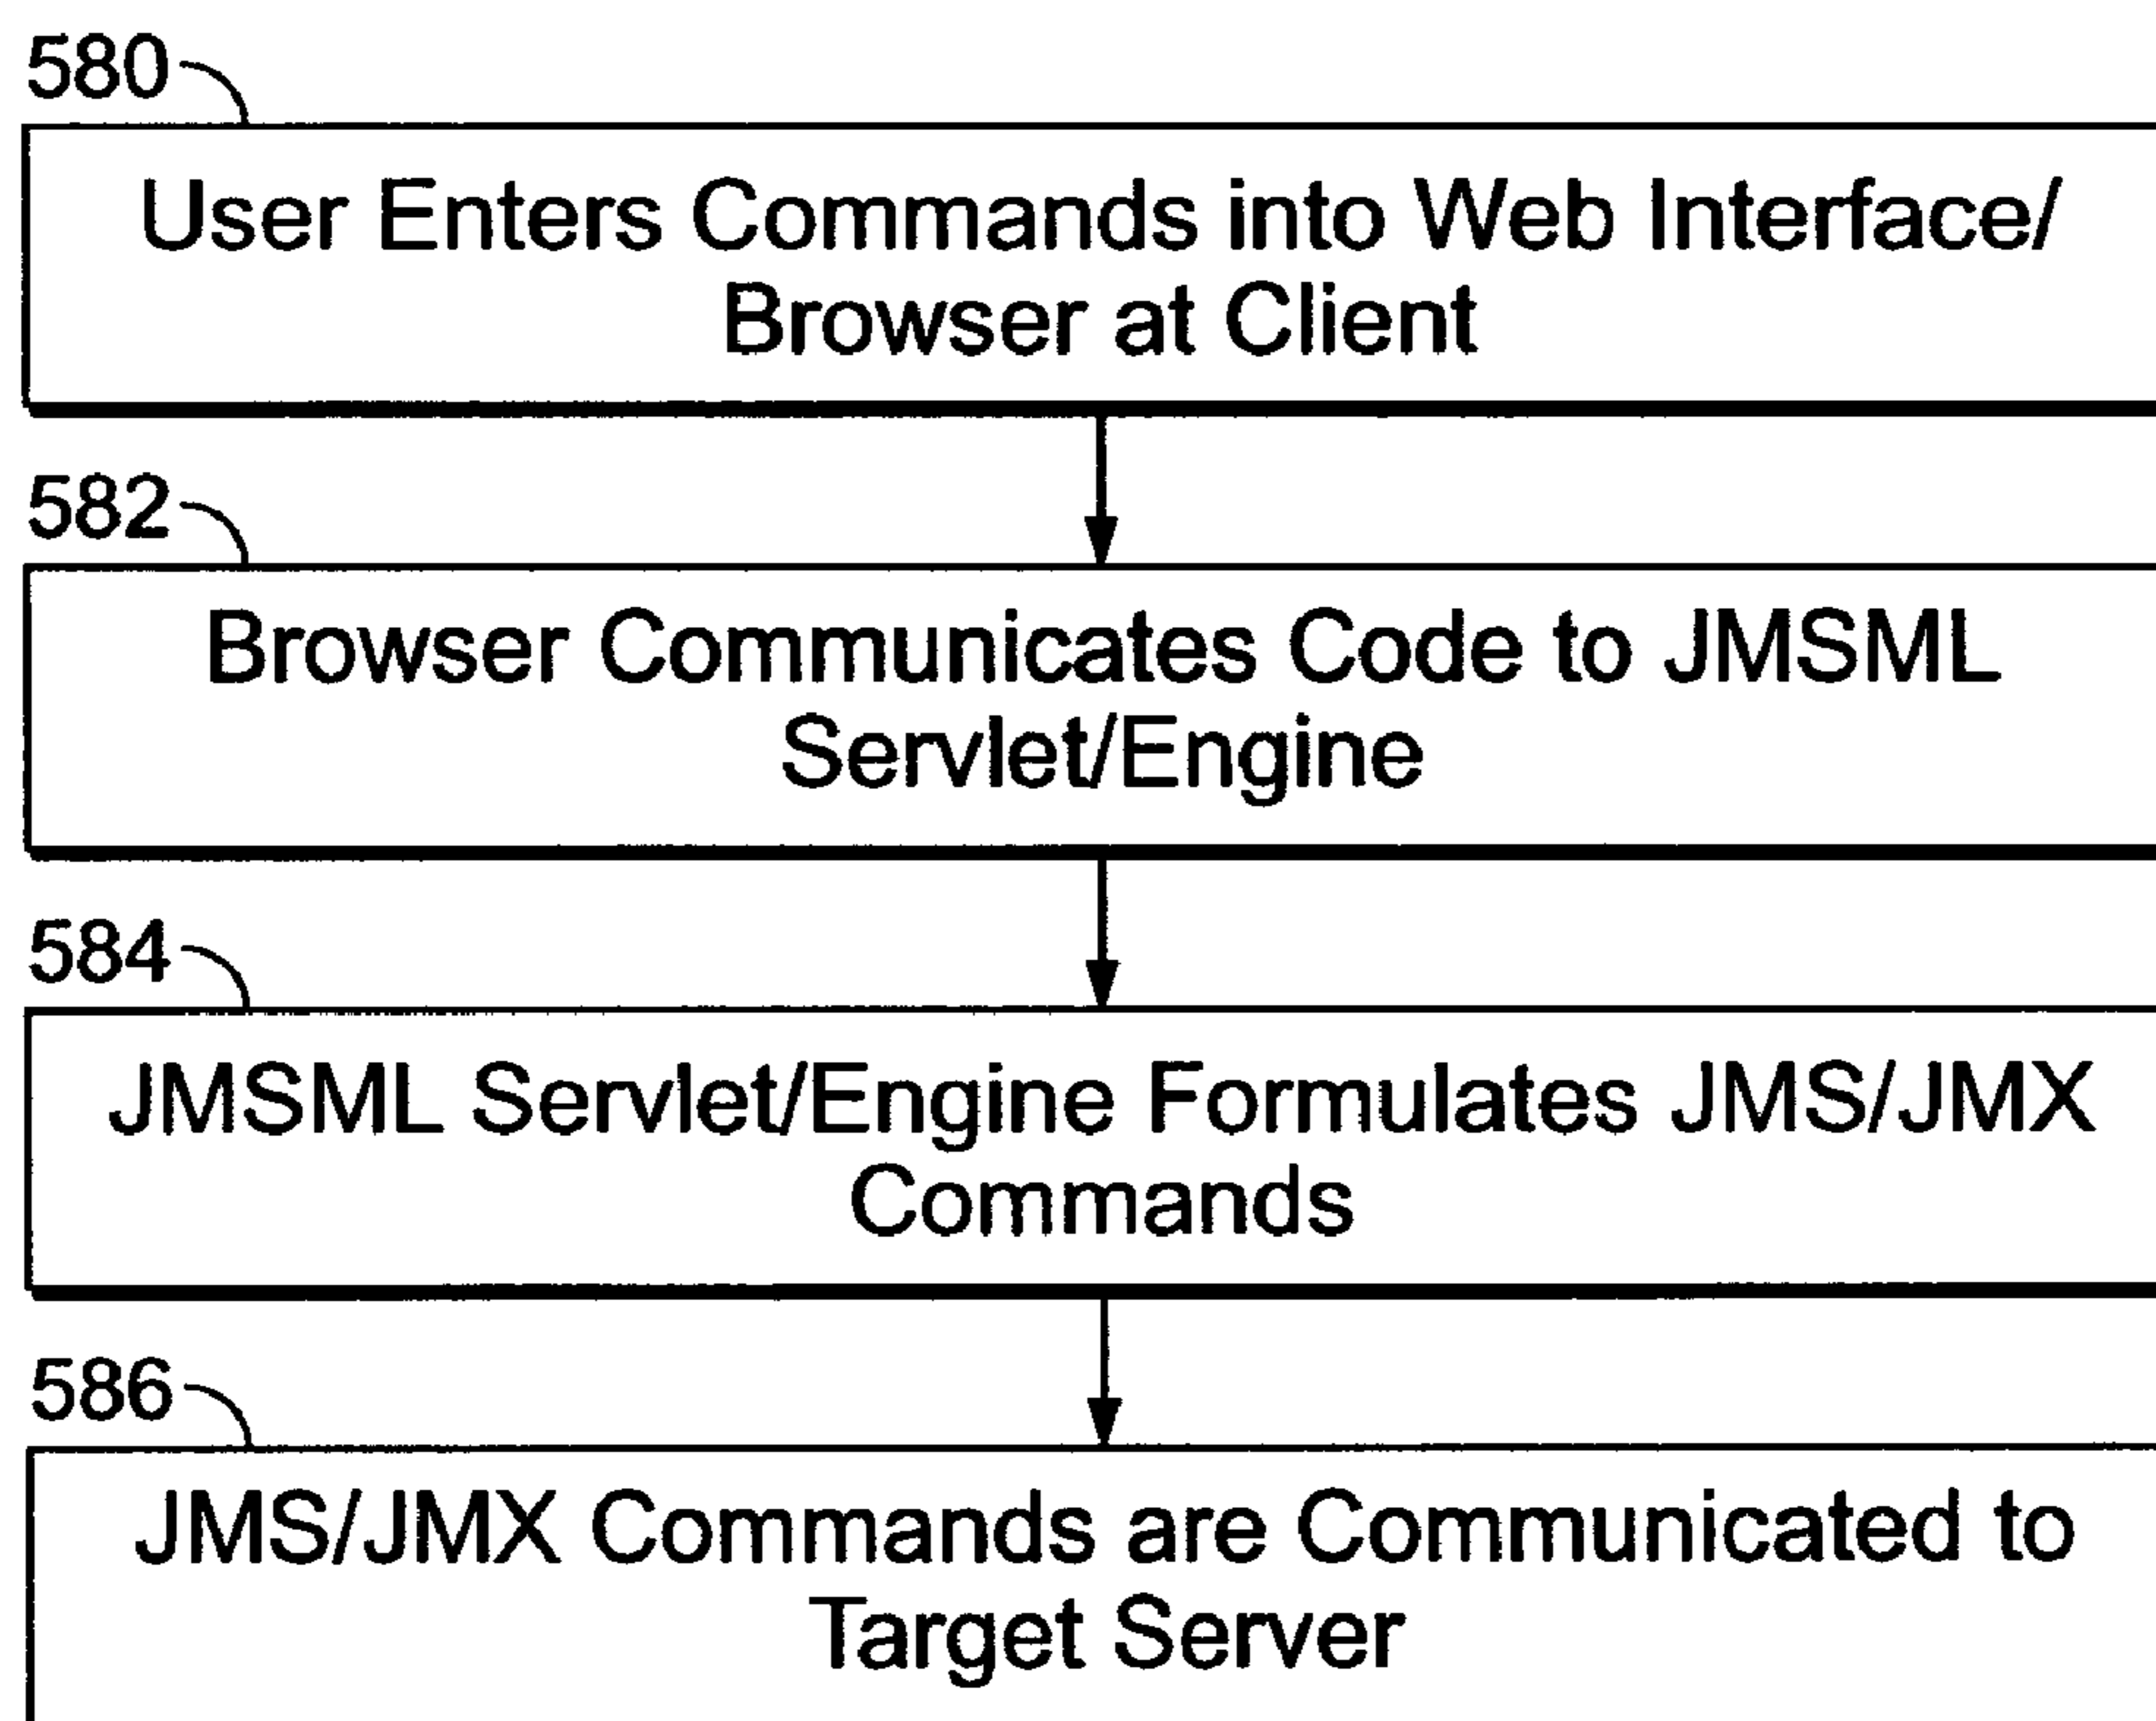 580
User Enters Commands into Web Interface/
Browser at Client
582
Browser Communicates Code to JMSML
Servlet/Engine
584
JMSML Servlet/Engine Formulates JMS/JMX
Commands
586
JMS/JMX Commands are Communicated to
Target Server